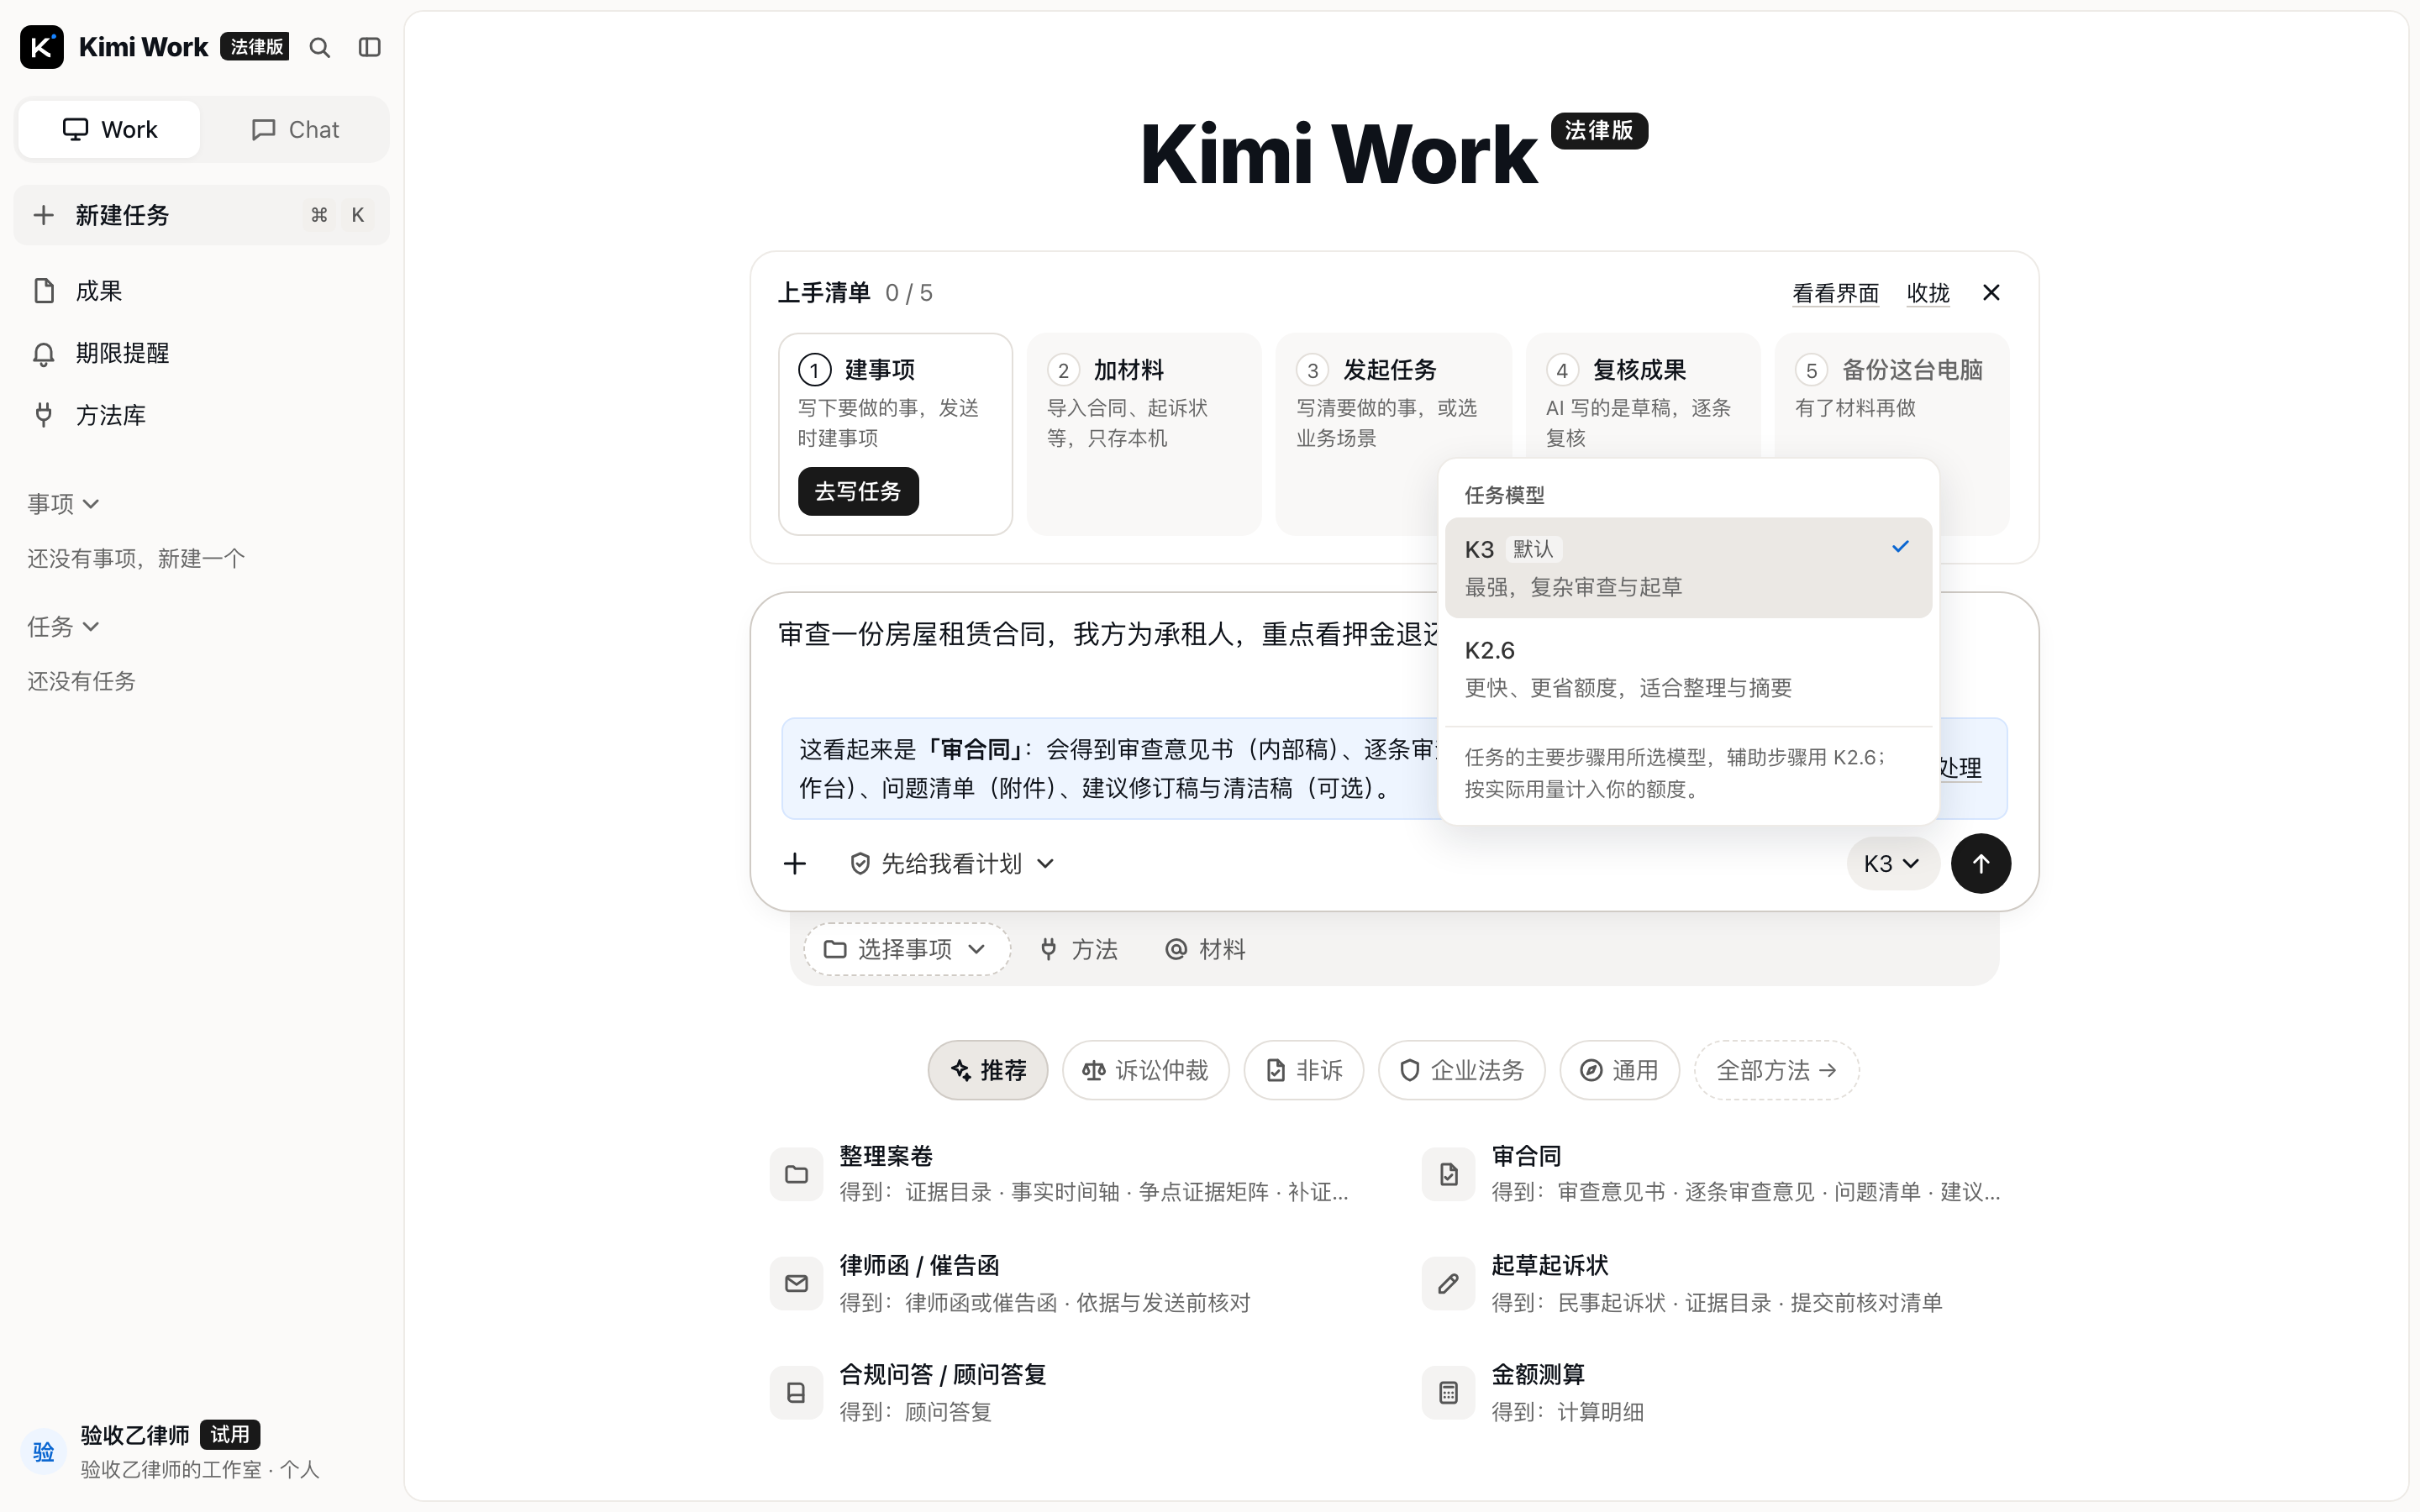 Kimi Work 法律版
Work
Chat
新建任务 ⌘ K
成果
期限提醒
方法库
事项
还没有事项，新建一个
任务
还没有任务
验 验收乙律师 试用
验收乙律师的工作室 · 个人
Kimi Work 法律版
上手清单 0 / 5 看看界面 收拢
1 建事项
写下要做的事，发送
时建事项
去写任务
2 加材料
导入合同、起诉状
等，只存本机
3 发起任务
写清要做的事，或选
业务场景
4 复核成果
AI 写的是草稿，逐条
复核
5 备份这台电脑
有了材料再做
任务模型
K3 默认
最强，复杂审查与起草
K2.6
更快、更省额度，适合整理与摘要
任务的主要步骤用所选模型，辅助步骤用 K2.6；
按实际用量计入你的额度。
审查一份房屋租赁合同，我方为承租人，重点看押金退
这看起来是「审合同」：会得到审查意见书（内部稿）、逐条审
作台）、问题清单（附件）、建议修订稿与清洁稿（可选）。
处理
先给我看计划
K3
选择事项
方法
材料
推荐
诉讼仲裁
非诉
企业法务
通用
全部方法 →
整理案卷
得到：证据目录 · 事实时间轴 · 争点证据矩阵 · 补证...
审合同
得到：审查意见书 · 逐条审查意见 · 问题清单 · 建议...
律师函 / 催告函
得到：律师函或催告函 · 依据与发送前核对
起草起诉状
得到：民事起诉状 · 证据目录 · 提交前核对清单
合规问答 / 顾问答复
得到：顾问答复
金额测算
得到：计算明细